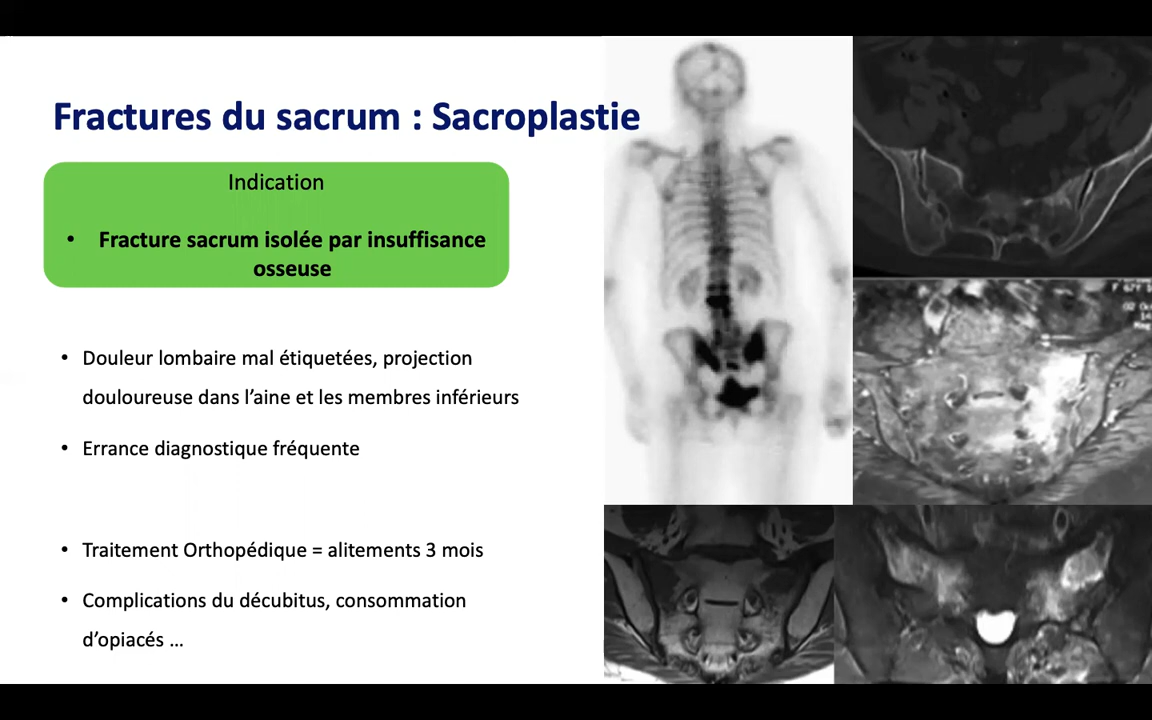 Fractures du sacrum : Sacroplastie
Indication
• Fracture sacrum isolée par insuffisance
osseuse
• Douleur lombaire mal étiquetées, projection
douloureuse dans l’aine et les membres inférieurs
• Errance diagnostique fréquente
• Traitement Orthopédique = alitements 3 mois
• Complications du décubitus, consommation
d’opiacés ...